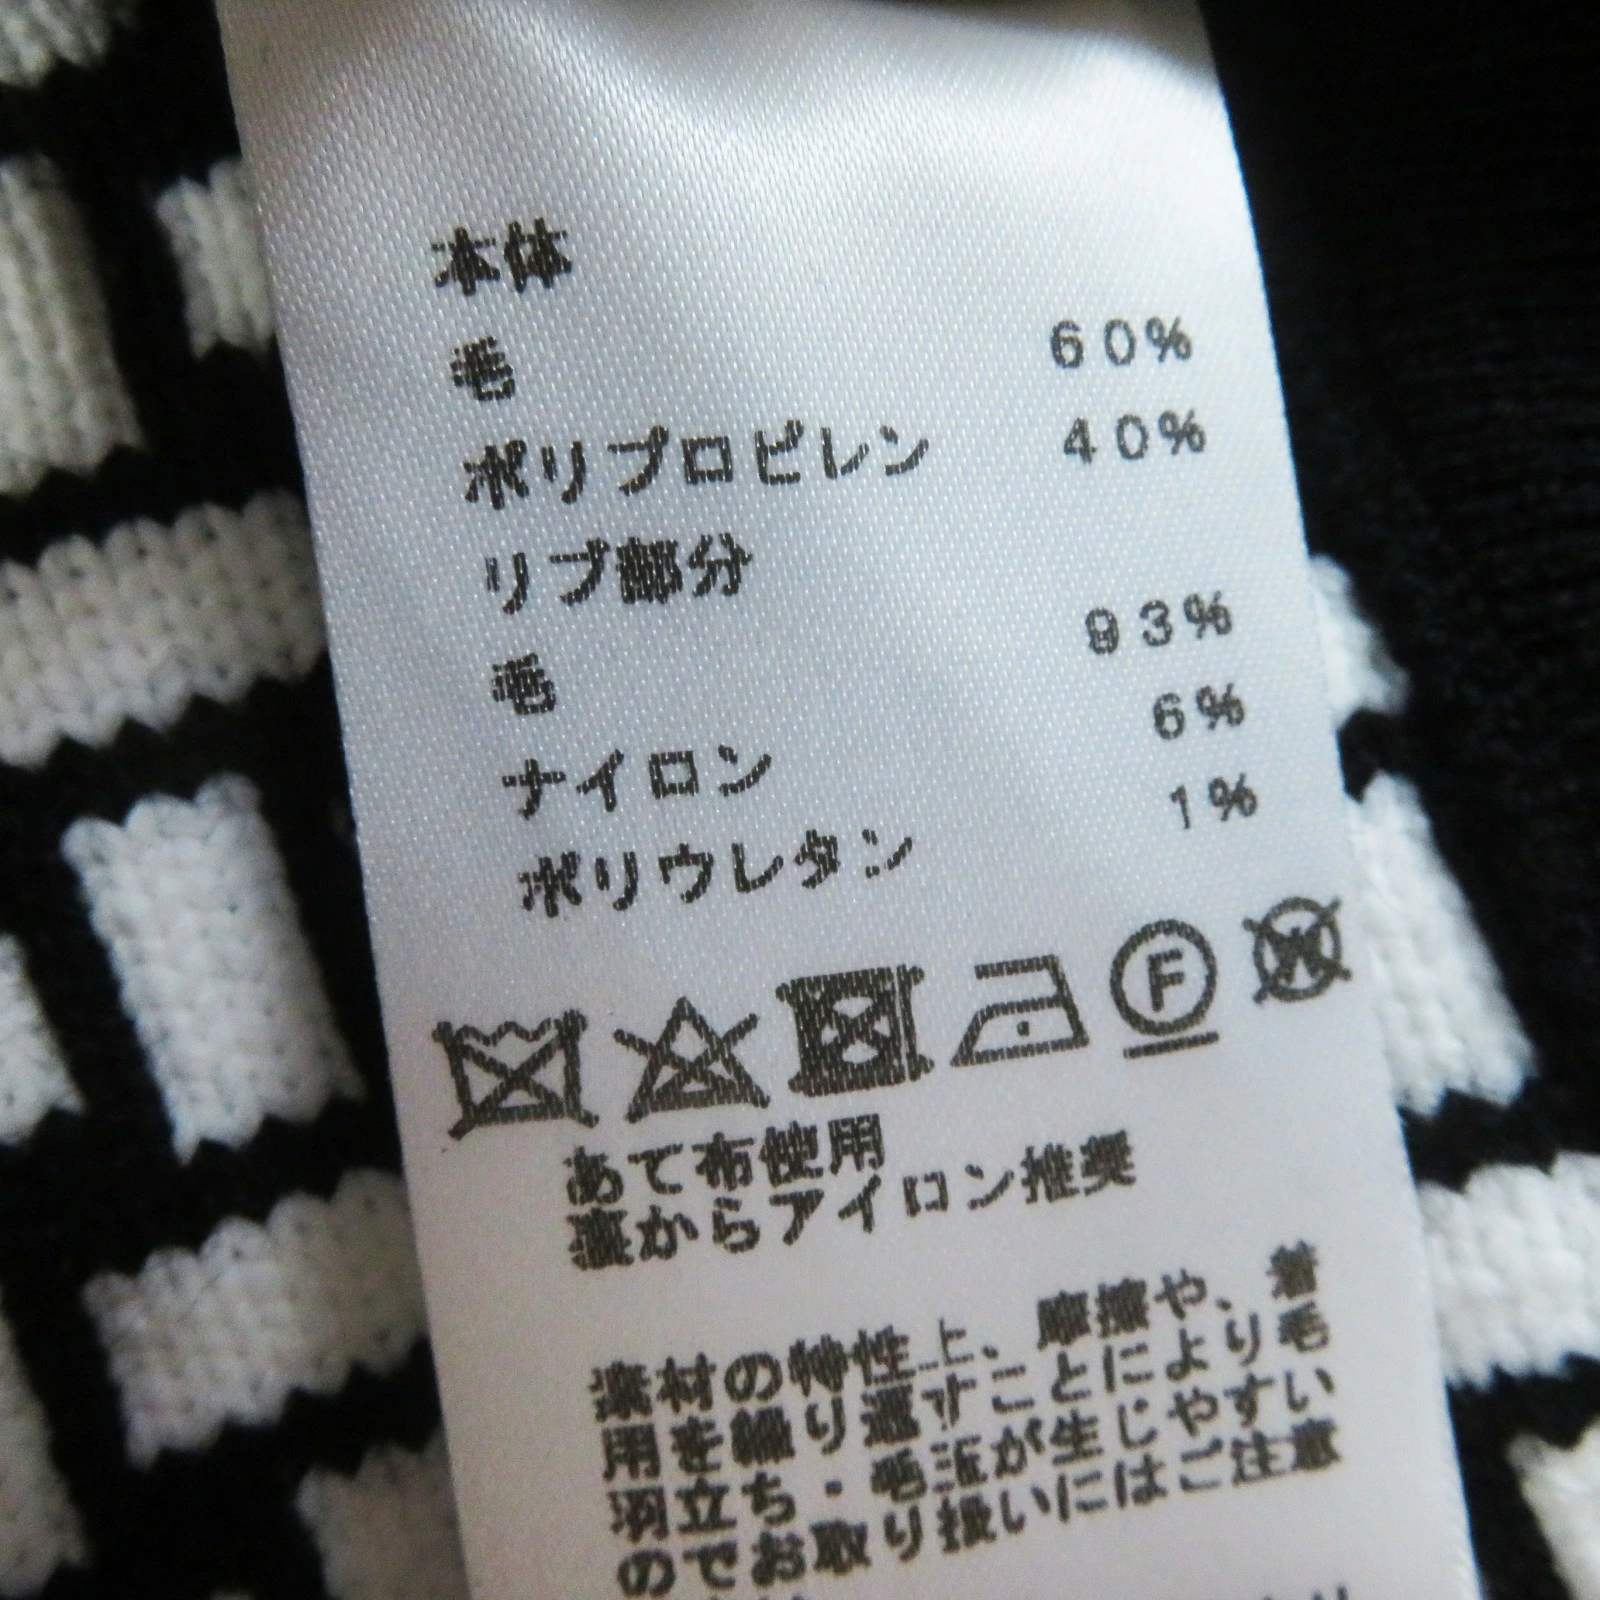 本体
毛 60%
ポリプロピレン 40%
リブ部分
毛 93%
ナイロン 6%
ポリウレタン 1%
F W
あて布使用
裏からアイロン推奨
素材の特性上、摩擦や、着
用を繰り返すことにより毛
羽立ち・毛玉が生じやすい
のでお取り扱いにはご注意